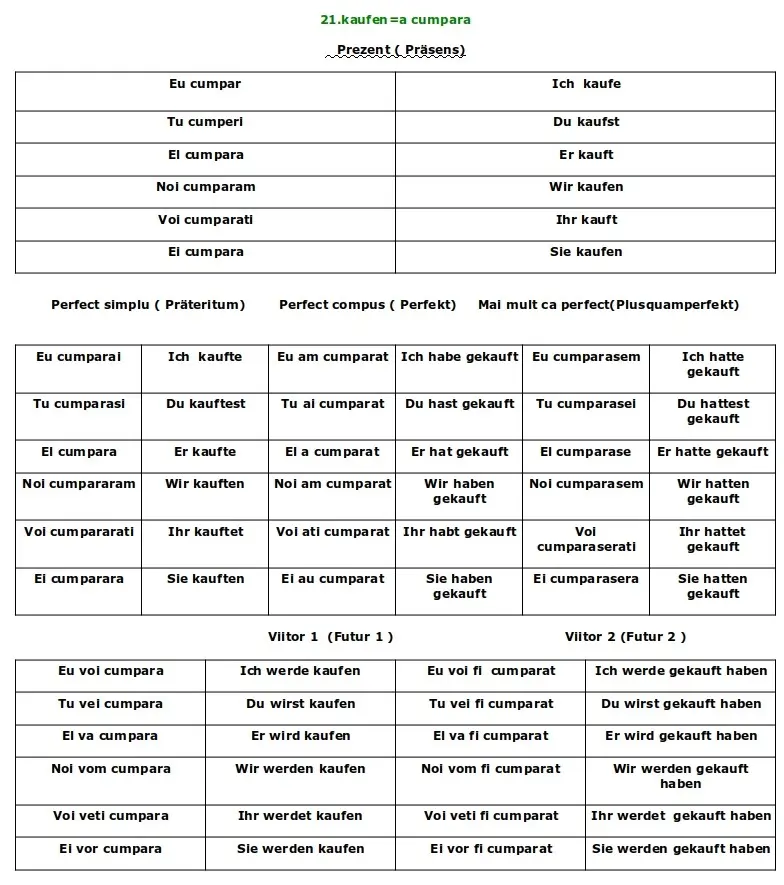 21.kaufen=a cumpara
Prezent ( Präsens)
Eu cumpar Ich kaufe
Tu cumperi Du kaufst
El cumpara Er kauft
Noi cumparam Wir kaufen
Voi cumparati Ihr kauft
Ei cumpara Sie kaufen
Perfect simplu ( Präteritum) Perfect compus ( Perfekt) Mai mult ca perfect(Plusquamperfekt)
Eu cumparai Ich kaufte Eu am cumparat Ich habe gekauft Eu cumparasem Ich hatte
gekauft
Tu cumparasi Du kauftest Tu ai cumparat Du hast gekauft Tu cumparasei Du hattest
gekauft
El cumpara Er kaufte El a cumparat Er hat gekauft El cumparase Er hatte gekauft
Noi cumpararam Wir kauften Noi am cumparat Wir haben Noi cumparasem Wir hatten
gekauft gekauft
Voi cumpararati Ihr kauftet Voi ati cumparat Ihr habt gekauft Voi Ihr hattet
cumparaserati gekauft
Ei cumparara Sie kauften Ei au cumparat Sie haben Ei cumparasera Sie hatten
gekauft gekauft
Viitor 1 (Futur 1 ) Viitor 2 (Futur 2 )
Eu voi cumpara Ich werde kaufen Eu voi fi cumparat Ich werde gekauft haben
Tu vei cumpara Du wirst kaufen Tu vei fi cumparat Du wirst gekauft haben
El va cumpara Er wird kaufen El va fi cumparat Er wird gekauft haben
Noi vom cumpara Wir werden kaufen Noi vom fi cumparat Wir werden gekauft
haben
Voi veti cumpara Ihr werdet kaufen Voi veti fi cumparat Ihr werdet gekauft haben
Ei vor cumpara Sie werden kaufen Ei vor fi cumparat Sie werden gekauft haben